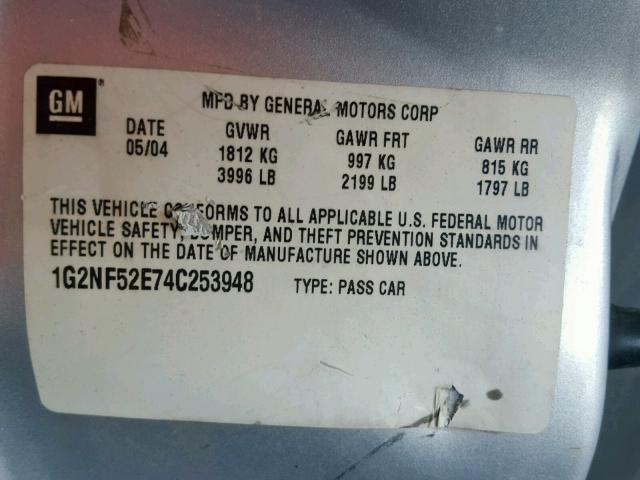 GM ®
MFD BY GENERAL MOTORS CORP
DATE GVWR GAWR FRT GAWR RR
05/04 1812 KG 997 KG 815 KG
3996 LB 2199 LB 1797 LB
THIS VEHICLE CONFORMS TO ALL APPLICABLE U.S. FEDERAL MOTOR
VEHICLE SAFETY, BUMPER, AND THEFT PREVENTION STANDARDS IN
EFFECT ON THE DATE OF MANUFACTURE SHOWN ABOVE.
1G2NF52E74C253948 TYPE: PASS CAR